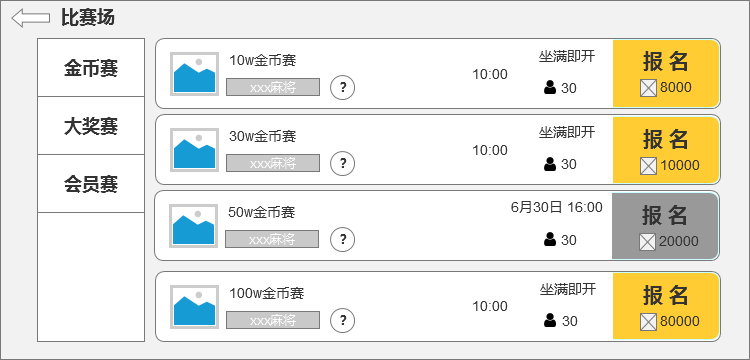 比赛场
金币赛
大奖赛
会员赛
10w金币赛
xxx麻将
?
10:00
坐满即开
30
报 名
8000
30w金币赛
xxx麻将
?
10:00
坐满即开
30
报 名
10000
50w金币赛
xxx麻将
?
6月30日 16:00
30
报 名
20000
100w金币赛
xxx麻将
?
10:00
坐满即开
30
报 名
80000